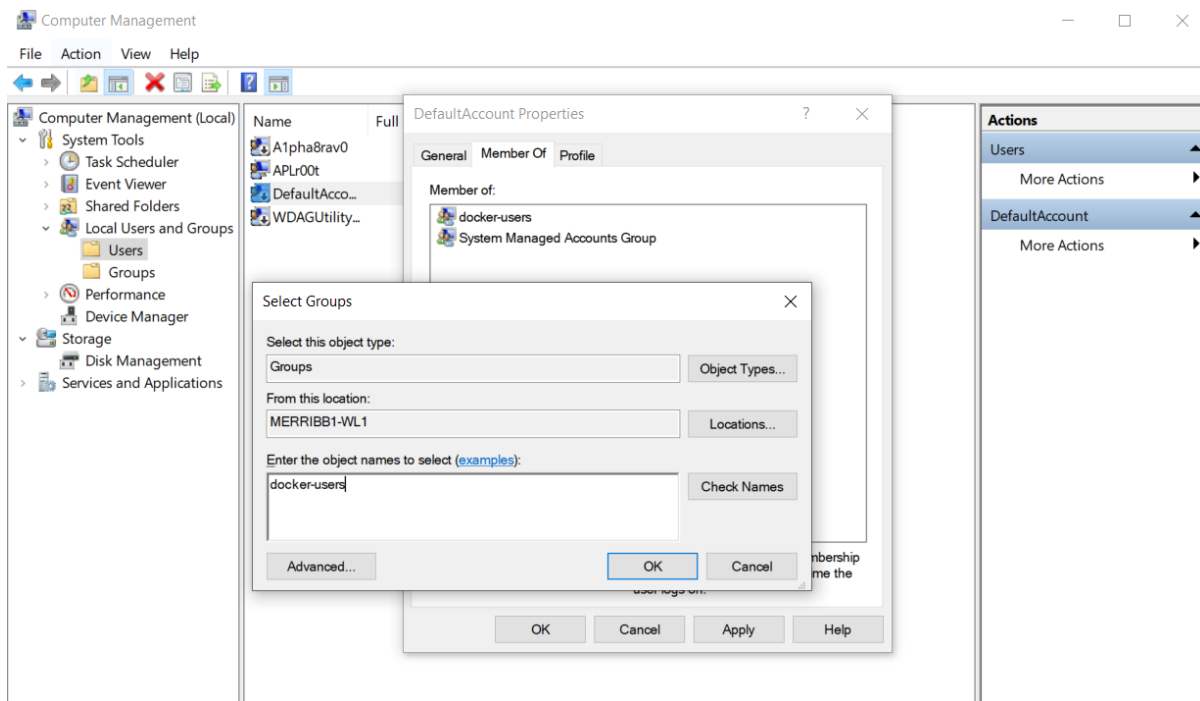 Computer Management
File Action View Help
Computer Management (Local)
System Tools
Task Scheduler
Event Viewer
Shared Folders
Local Users and Groups
Users
Groups
Performance
Device Manager
Storage
Disk Management
Services and Applications
Name Full
A1pha8rav0
APLr00t
DefaultAcco...
WDAGUtility...
DefaultAccount Properties
General Member Of Profile
Member of:
docker-users
System Managed Accounts Group
Select Groups
Select this object type:
Groups
Object Types...
From this location:
MERRIBB1-WL1
Locations...
Enter the object names to select (examples):
docker-users
Check Names
Advanced... OK Cancel
me the
user logs on.
OK Cancel Apply Help
Actions
Users
More Actions
DefaultAccount
More Actions